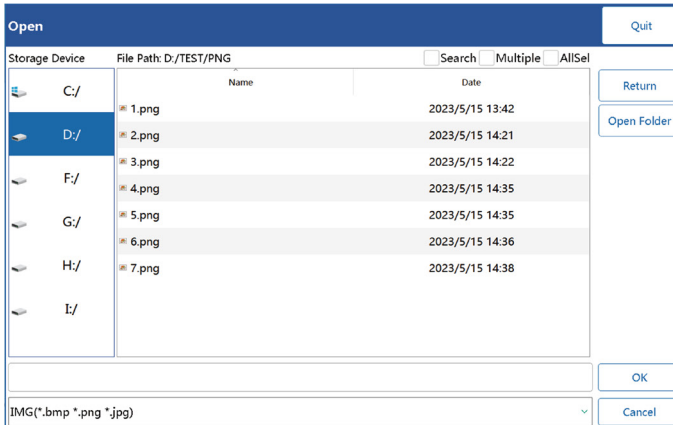 Open
Quit
Storage Device
File Path: D:/TEST/PNG
Search
Multiple
AllSel
Name
Date
Return
Open Folder
C:/
D:/
F:/
G:/
H:/
I:/
1.png 2023/5/15 13:42
2.png 2023/5/15 14:21
3.png 2023/5/15 14:22
4.png 2023/5/15 14:35
5.png 2023/5/15 14:35
6.png 2023/5/15 14:36
7.png 2023/5/15 14:38
OK
IMG(*.bmp *.png *.jpg)
Cancel